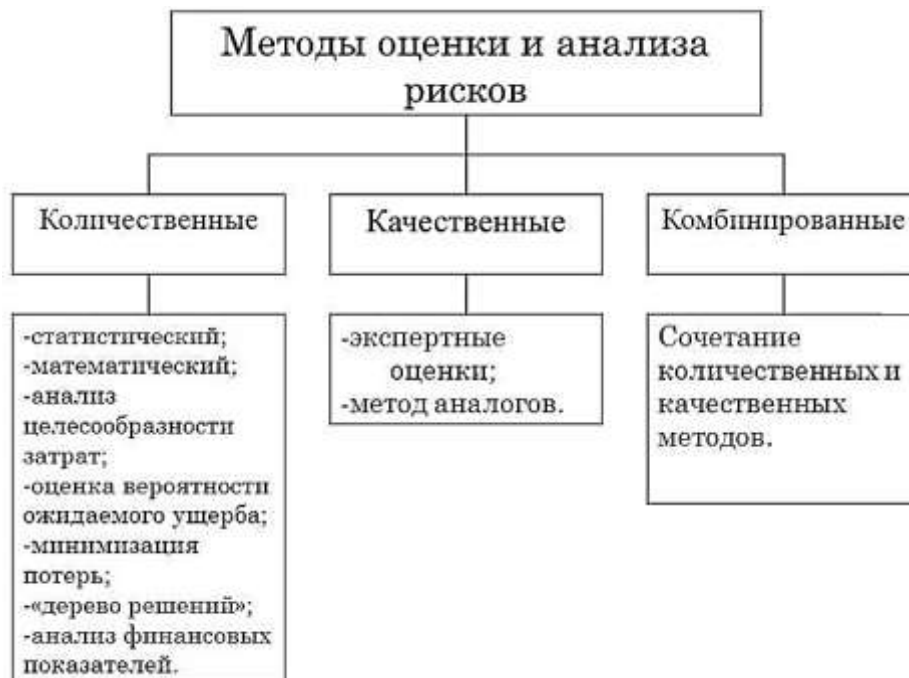 Методы оценки и анализа
рисков
Количественные
Качественные
Комбинированные
-статистический;
-математический;
-анализ
целесообразности
затрат;
-оценка вероятности
ожидаемого ущерба;
-минимизация
потерь;
-«дерево решений»;
-анализ финансовых
показателей.
-экспертные
оценки;
-метод аналогов.
Сочетание
количественных и
качественных
методов.